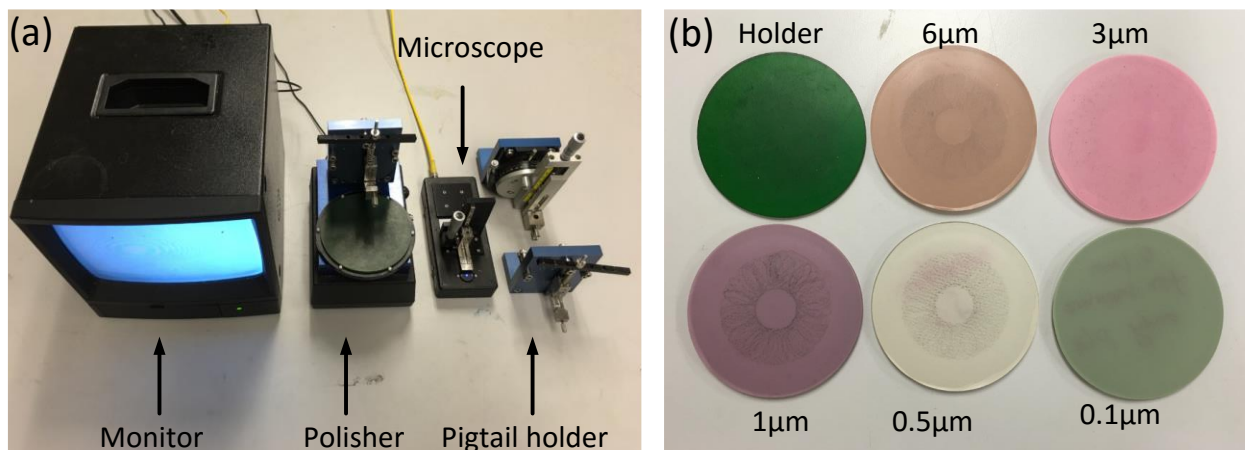 (a)
Microscope
Monitor
Polisher
Pigtail holder
(b)
Holder
6µm
3µm
1µm
0.5µm
0.1µm